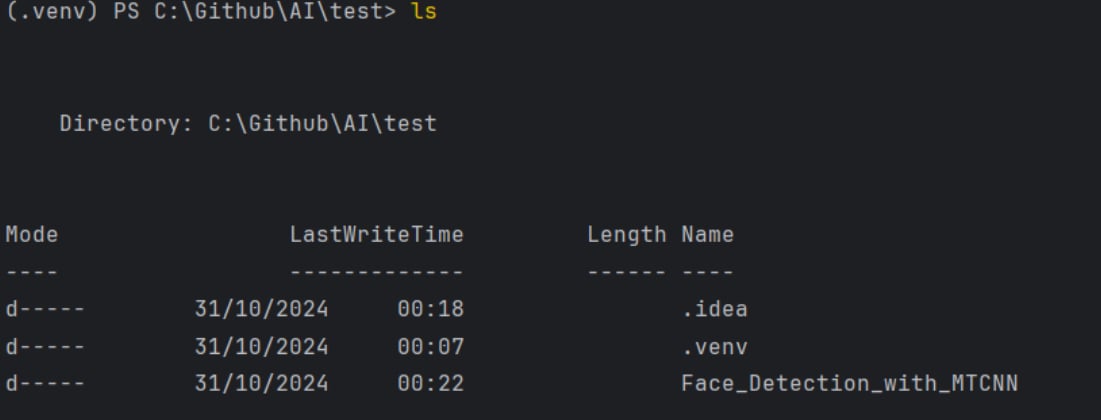 (.venv) PS C:\Github\AI\test> ls
Directory: C:\Github\AI\test
Mode                 LastWriteTime         Length Name
----                 -------------         ------ ----
d-----        31/10/2024     00:18                .idea
d-----        31/10/2024     00:07                .venv
d-----        31/10/2024     00:22                Face_Detection_with_MTCNN